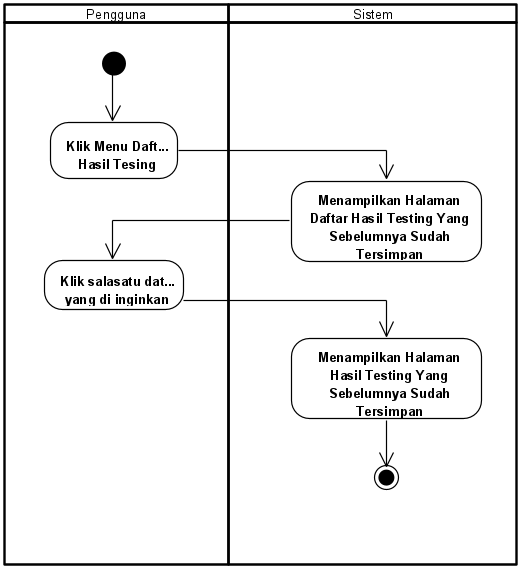 Pengguna
Sistem
Klik Menu Daft...
Hasil Tesing
Menampilkan Halaman
Daftar Hasil Testing Yang
Sebelumnya Sudah
Tersimpan
Klik salasatu dat...
yang di inginkan
Menampilkan Halaman
Hasil Testing Yang
Sebelumnya Sudah
Tersimpan